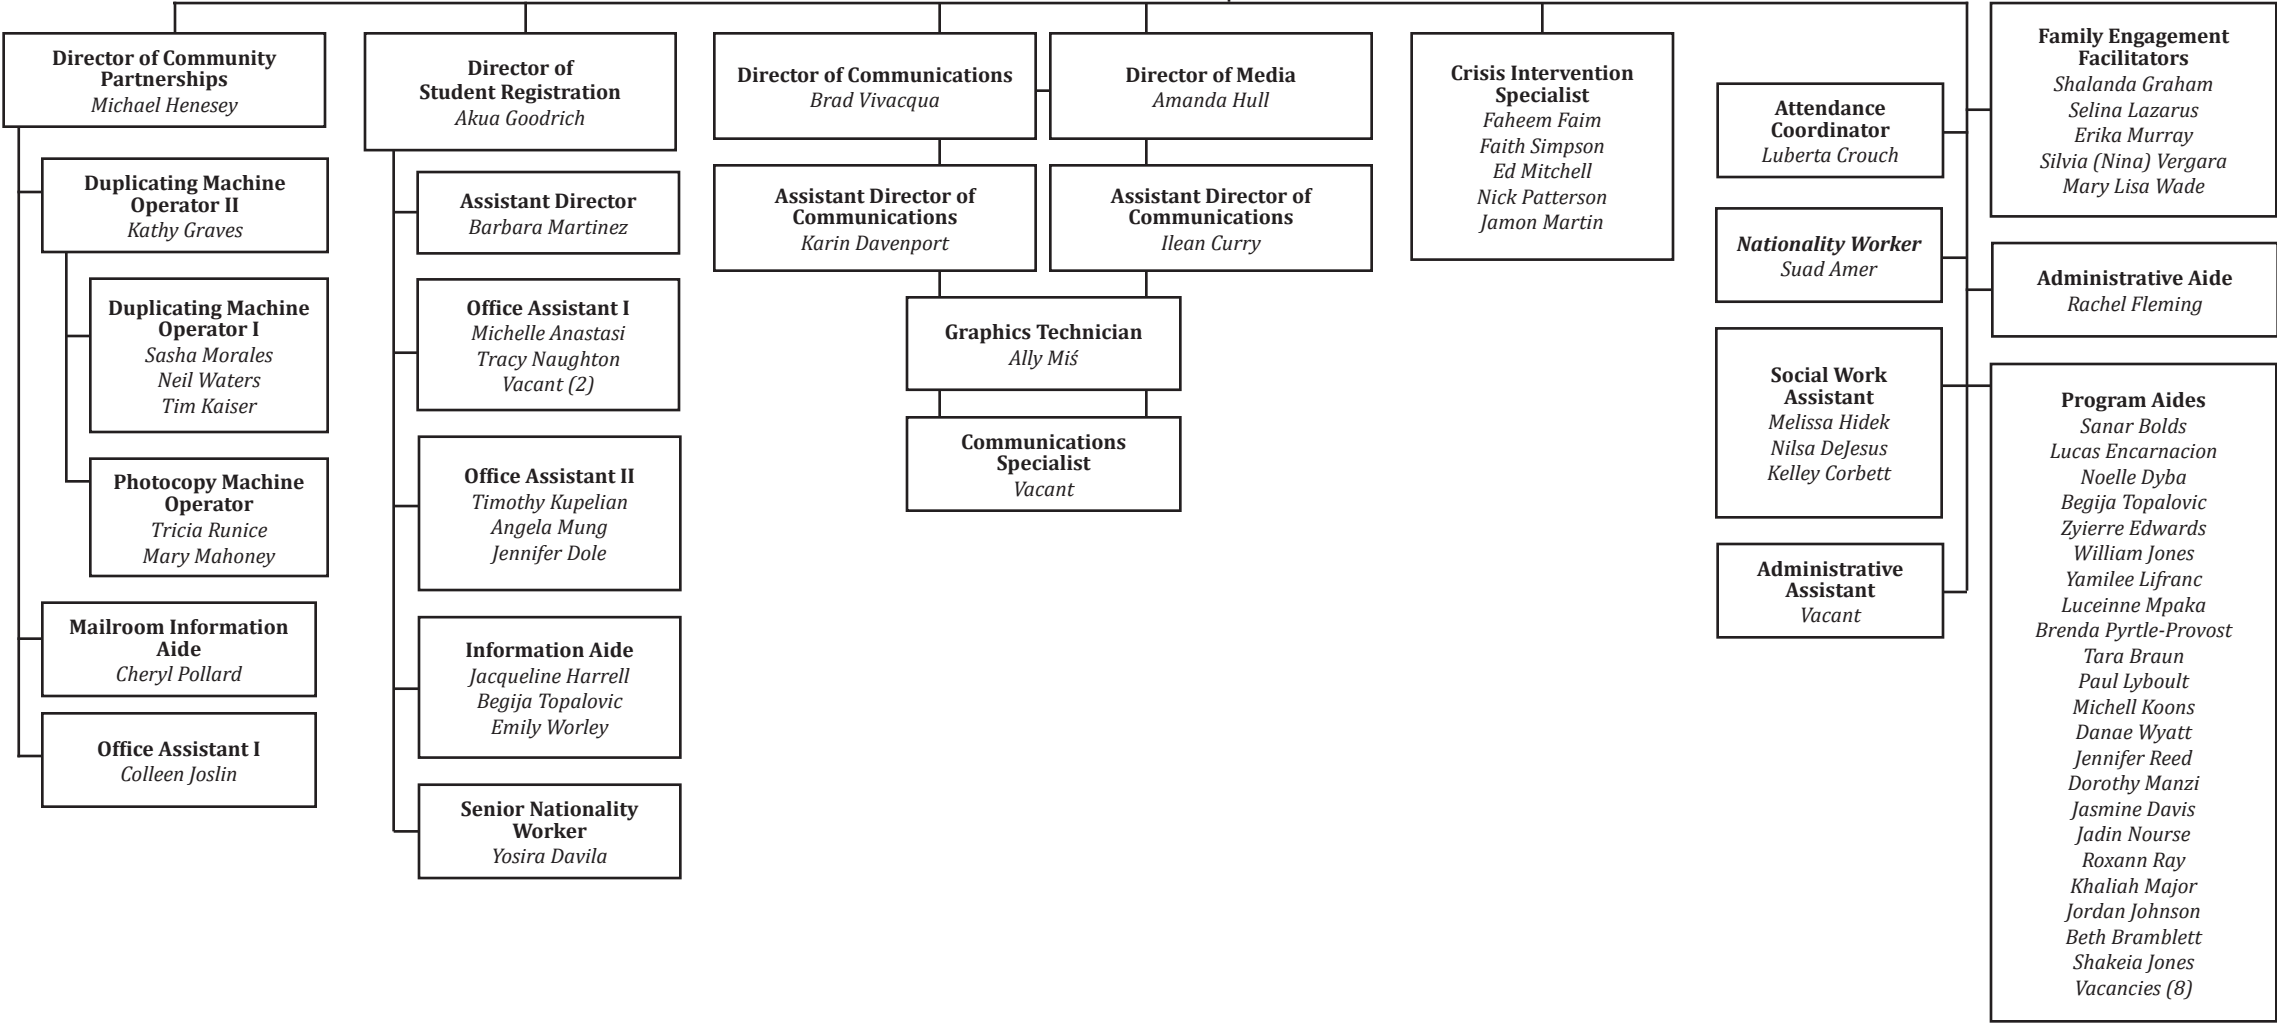 Director of Community
Partnerships
Michael Henesey
Duplicating Machine
Operator II
Kathy Graves
Duplicating Machine
Operator I
Sasha Morales
Neil Waters
Tim Kaiser
Photocopy Machine
Operator
Tricia Runice
Mary Mahoney
Mailroom Information
Aide
Cheryl Pollard
Office Assistant I
Colleen Joslin
Director of
Student Registration
Akua Goodrich
Assistant Director
Barbara Martinez
Office Assistant I
Michelle Anastasi
Tracy Naughton
Vacant (2)
Office Assistant II
Timothy Kupelian
Angela Mung
Jennifer Dole
Information Aide
Jacqueline Harrell
Begija Topalovic
Emily Worley
Senior Nationality
Worker
Yosira Davila
Director of Communications
Brad Vivacqua
Director of Media
Amanda Hull
Assistant Director of
Communications
Karin Davenport
Assistant Director of
Communications
Ilean Curry
Graphics Technician
Ally Miś
Communications
Specialist
Vacant
Crisis Intervention
Specialist
Faheem Faim
Faith Simpson
Ed Mitchell
Nick Patterson
Jamon Martin
Attendance
Coordinator
Luberta Crouch
Nationality Worker
Suad Amer
Social Work
Assistant
Melissa Hidek
Nilsa DeJesus
Kelley Corbett
Administrative
Assistant
Vacant
Family Engagement
Facilitators
Shalanda Graham
Selina Lazarus
Erika Murray
Silvia (Nina) Vergara
Mary Lisa Wade
Administrative Aide
Rachel Fleming
Program Aides
Sanar Bolds
Lucas Encarnacion
Noelle Dyba
Begija Topalovic
Zyierre Edwards
William Jones
Yamilee Lifranc
Luceinne Mpaka
Brenda Pyrtle-Provost
Tara Braun
Paul Lyboult
Michell Koons
Danae Wyatt
Jennifer Reed
Dorothy Manzi
Jasmine Davis
Jadin Nourse
Roxann Ray
Khaliah Major
Jordan Johnson
Beth Bramblett
Shakeia Jones
Vacancies (8)